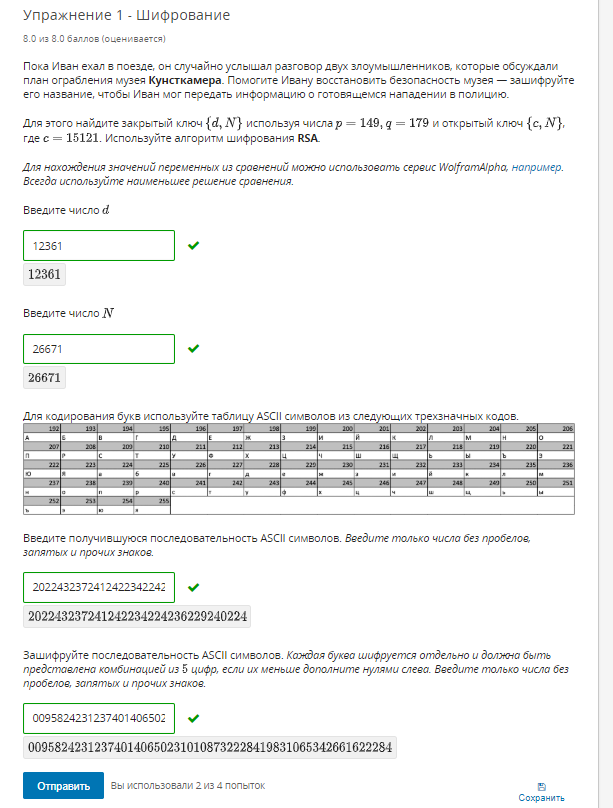 Упражнение 1 - Шифрование
8.0 из 8.0 баллов (оценивается)
Пока Иван ехал в поезде, он случайно услышал разговор двух злоумышленников, которые обсуждали
план ограбления музея Кунсткамера. Помогите Ивану восстановить безопасность музея — зашифруйте
его название, чтобы Иван мог передать информацию о готовящемся нападении в полицию.
Для этого найдите закрытый ключ {d, N} используя числа p = 149, q = 179 и открытый ключ {c, N},
где c = 15121. Используйте алгоритм шифрования RSA.
Для нахождения значений переменных из сравнений можно использовать сервис WolframAlpha, например.
Всегда используйте наименьшее решение сравнения.
Введите число d
12361
12361
Введите число N
26671
26671
Для кодирования букв используйте таблицу ASCII символов из следующих трехзначных кодов.
192 193 194 195 196 197 198 199 200 201 202 203 204 205 206
А Б В Г Д Е Ж З И Й К Л М Н О
207 208 209 210 211 212 213 214 215 216 217 218 219 220 221
П Р С Т У Ф Х Ц Ч Ш Щ
222 223 224 225 226 227 228 229 230 231 232 233 234 235 236
Ю Я а б в г д е ж з и й к л м
237 238 239 240 241 242 243 244 245 246 247 248 249 250 251
н о п р с т у ф х ц ч ш щ
252 253 254 255
ю я
Введите получившуюся последовательность ASCII символов. Введите только числа без пробелов,
запятых и прочих знаков.
2022432372412422342242
202243237241242234224236229240224
Зашифруйте последовательность ASCII символов. Каждая буква шифруется отдельно и должна быть
представлена комбинацией из 5 цифр, если их меньше дополните нулями слева. Введите только числа без
пробелов, запятых и прочих знаков.
0095824231237401406502
0095824231237401406502310108732228419831065342661622284
Отправить
Вы использовали 2 из 4 попыток
Сохранить